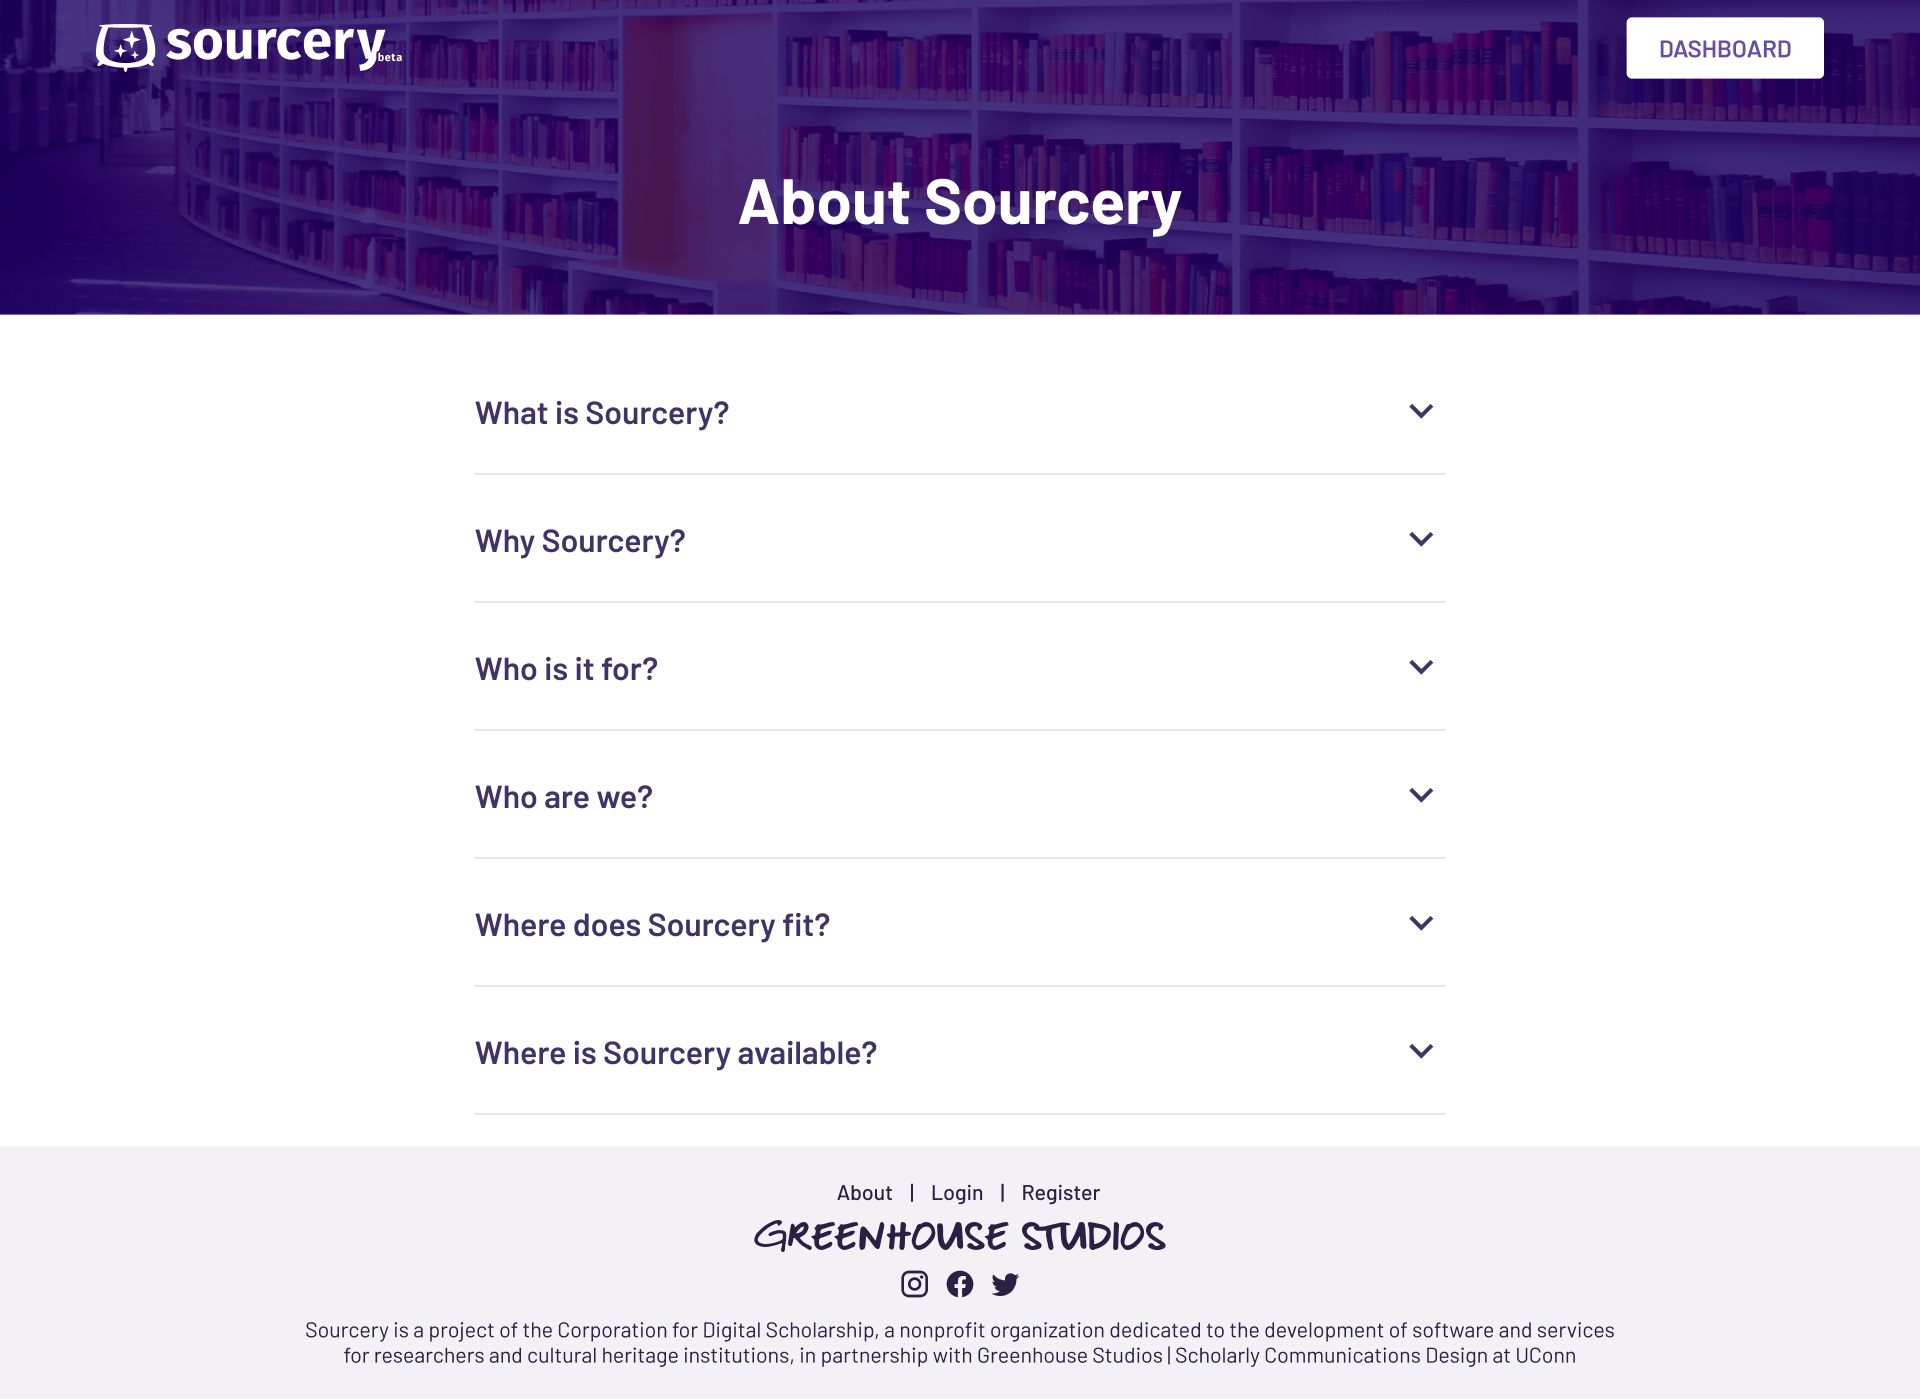 sourcery
beta
DASHBOARD
About Sourcery
What is Sourcery?
Why Sourcery?
Who is it for?
Who are we?
Where does Sourcery fit?
Where is Sourcery available?
About | Login | Register
GREENHOUSE STUDIOS
Sourcery is a project of the Corporation for Digital Scholarship, a nonprofit organization dedicated to the development of software and services
for researchers and cultural heritage institutions, in partnership with Greenhouse Studios | Scholarly Communications Design at UConn